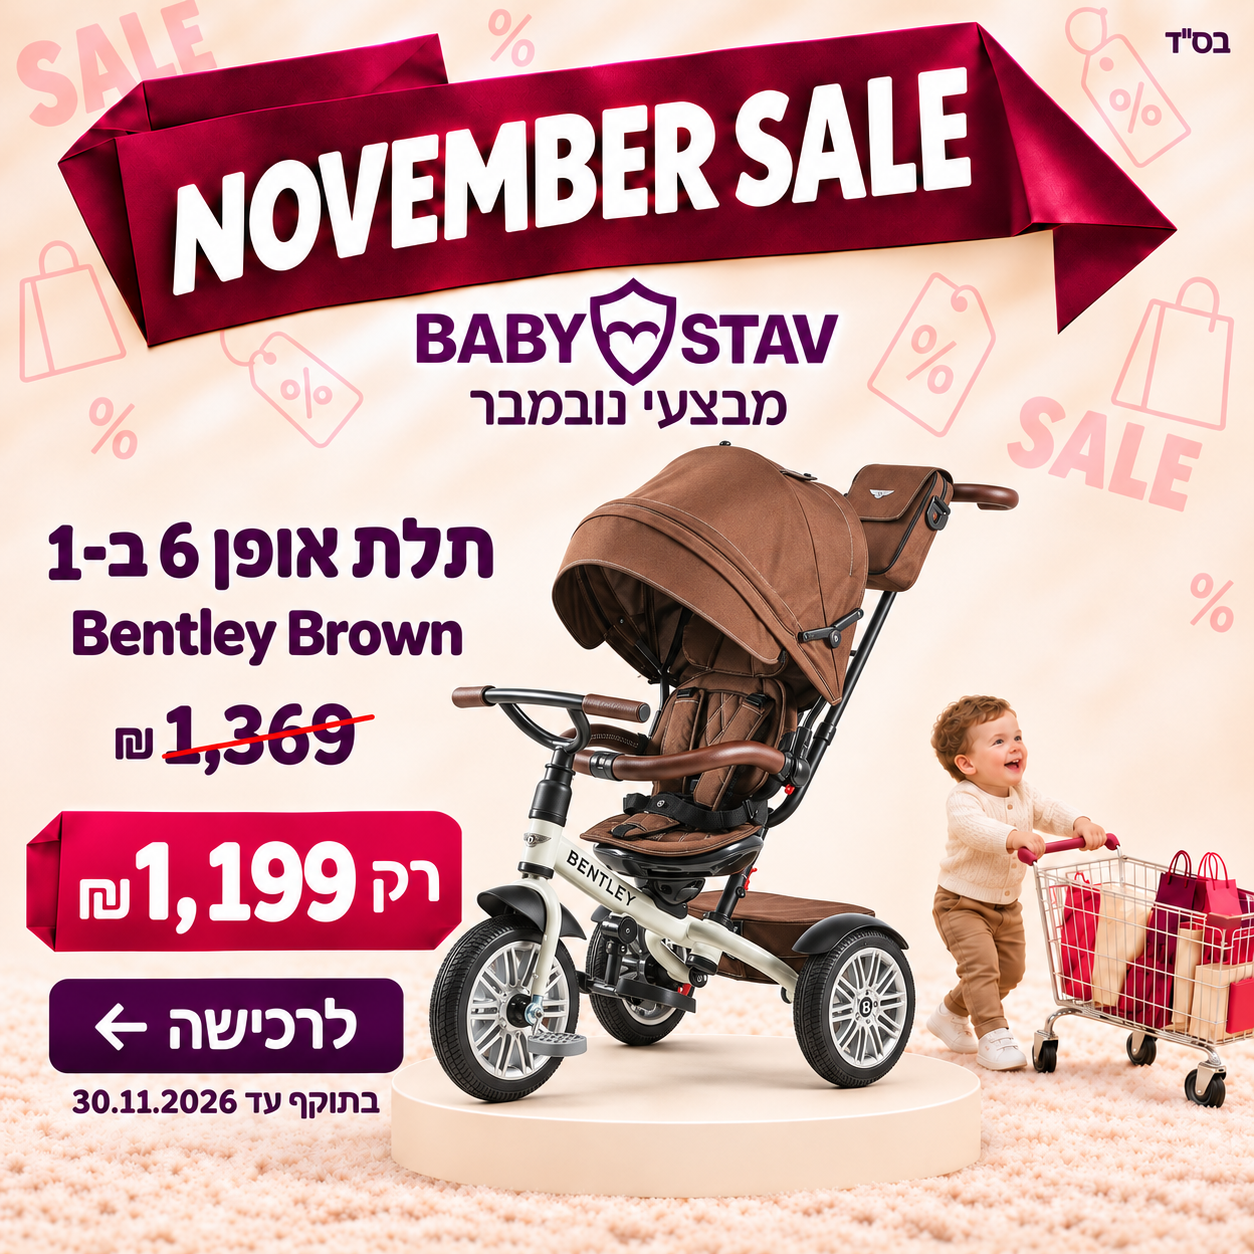 בס"ד
SALE
%
%
NOVEMBER SALE
BABY STAV
מבצעי נובמבר
%
%
%
SALE
%
תלת אופן 6 ב-1
Bentley Brown
1,369 ₪
רק 1,199₪
לרכישה ←
בתוקף עד 30.11.2026
BENTLEY
B